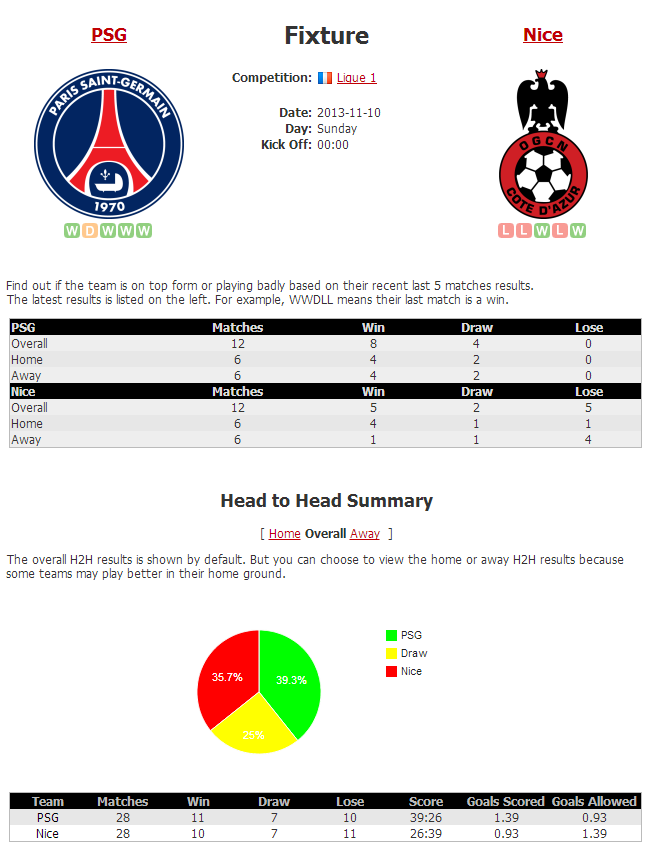 PSG Fixture Nice
Competition: Ligue 1
Date: 2013-11-10
Day: Sunday
Kick Off: 00:00
PARIS SAINT-GERMAIN
1970
OGCN
COTE D'AZUR
W D W W W
L L W L W
Find out if the team is on top form or playing badly based on their recent last 5 matches results.
The latest results is listed on the left. For example, WWDLL means their last match is a win.
PSG Matches Win Draw Lose
Overall 12 8 4 0
Home 6 4 2 0
Away 6 4 2 0
Nice Matches Win Draw Lose
Overall 12 5 2 5
Home 6 4 1 1
Away 6 1 1 4
Head to Head Summary
[ Home Overall Away ]
The overall H2H results is shown by default. But you can choose to view the home or away H2H results because
some teams may play better in their home ground.
PSG
Draw
Nice
35.7%
39.3%
25%
Team Matches Win Draw Lose Score Goals Scored Goals Allowed
PSG 28 11 7 10 39:26 1.39 0.93
Nice 28 10 7 11 26:39 0.93 1.39